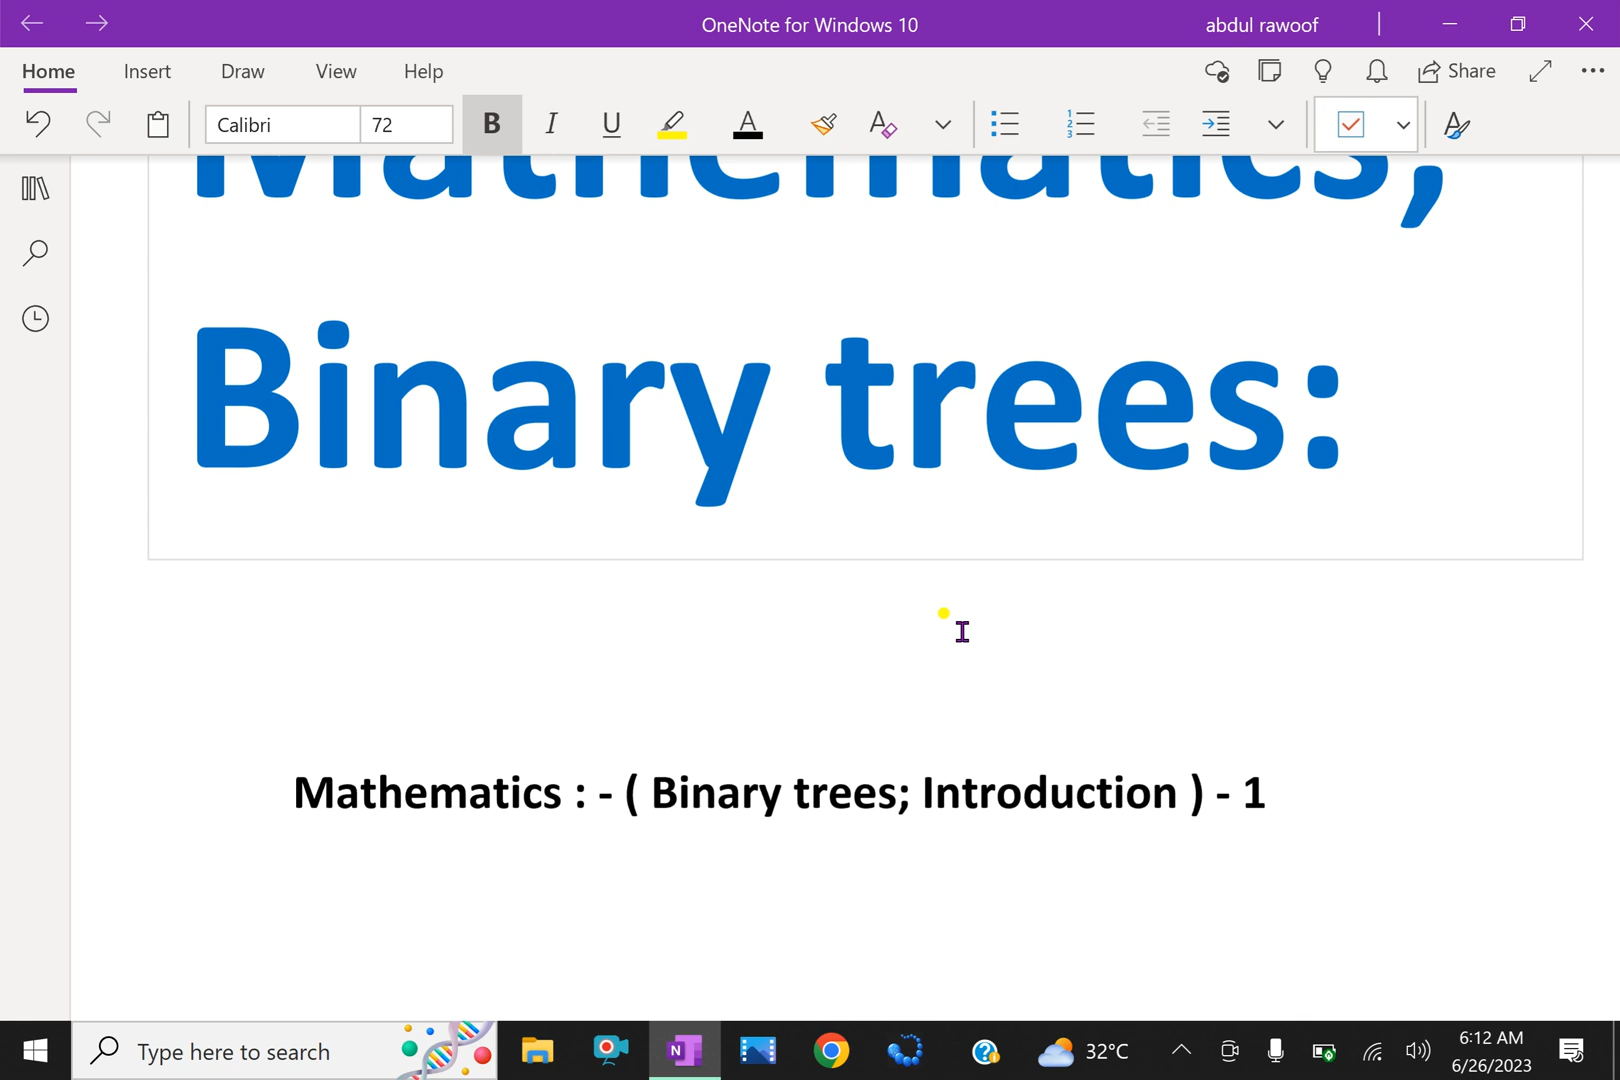 OneNote for Windows 10
abdul rawoof
Home
Insert
Draw
View
Help
Share
Calibri
72
B
I
U
A
Mathematics;
Binary trees:
Mathematics : - ( Binary trees; Introduction ) - 1
Type here to search
32°C
6:12 AM
6/26/2023